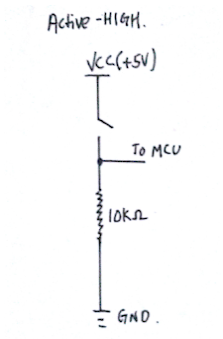 Active-HIGH.
VCC(+5V)
TO MCU
10KΩ
GND.